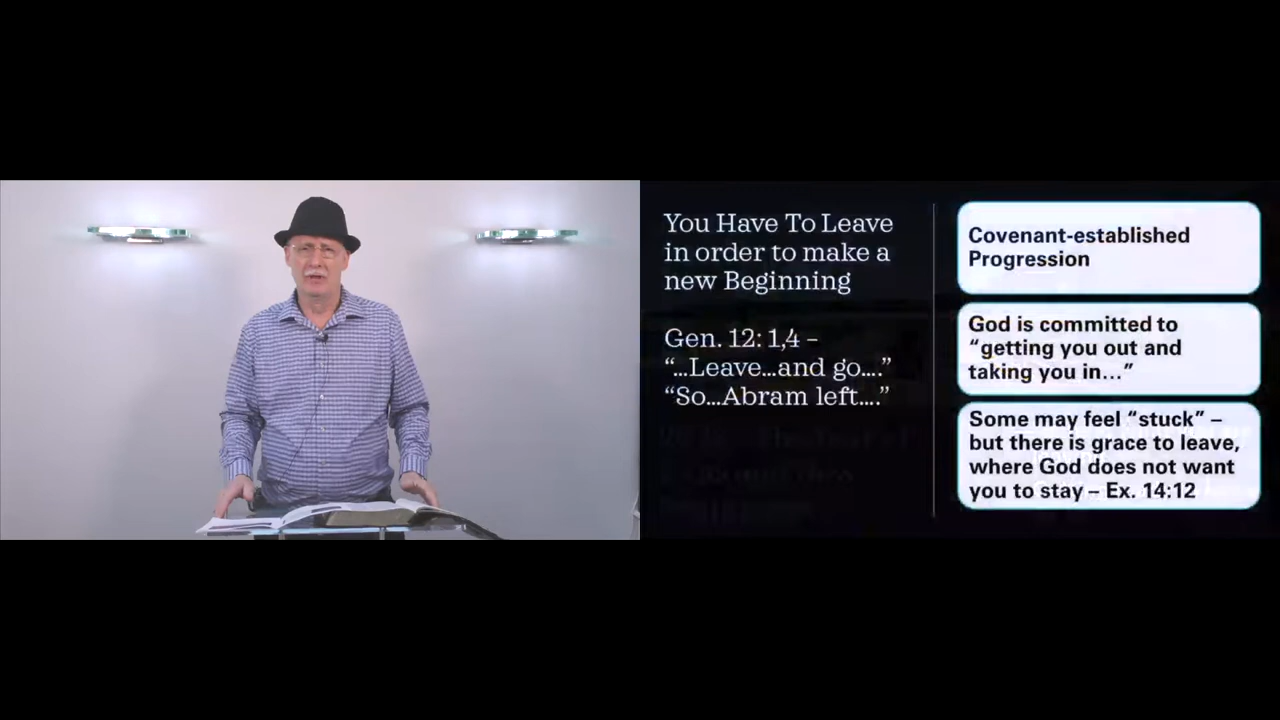 You Have To Leave
in order to make a
new Beginning
Gen. 12: 1,4 –
“...Leave...and go....”
“So...Abram left....”
Covenant-established
Progression
God is committed to
“getting you out and
taking you in...”
Some may feel “stuck” –
but there is grace to leave,
where God does not want
you to stay – Ex. 14:12